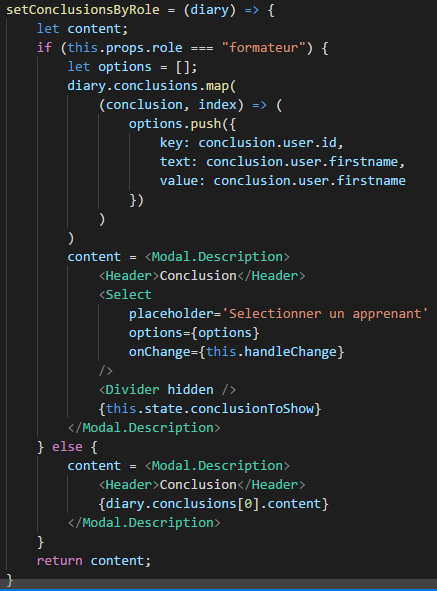 setConclusionsByRole = (diary) => {
    let content;
    if (this.props.role === "formateur") {
        let options = [];
        diary.conclusions.map(
            (conclusion, index) => (
                options.push({
                    key: conclusion.user.id,
                    text: conclusion.user.firstname,
                    value: conclusion.user.firstname
                })
            )
        )
        content = <Modal.Description>
            <Header>Conclusion</Header>
            <Select
                placeholder='Selectionner un apprenant'
                options={options}
                onChange={this.handleChange}
            />
            <Divider hidden />
            {this.state.conclusionToShow}
        </Modal.Description>
    } else {
        content = <Modal.Description>
            <Header>Conclusion</Header>
            {diary.conclusions[0].content}
        </Modal.Description>
    }
    return content;
}